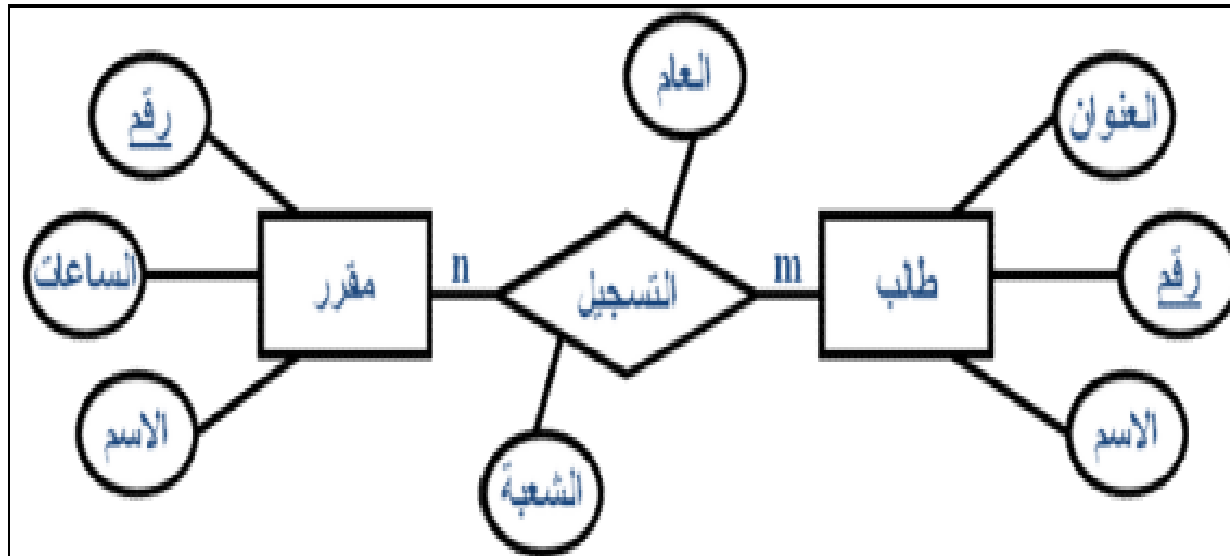 العام
العنوان
رقم
الساعات
مقرر
n
التسجيل
m
طالب
رقم
الاسم
الشعبة
الاسم